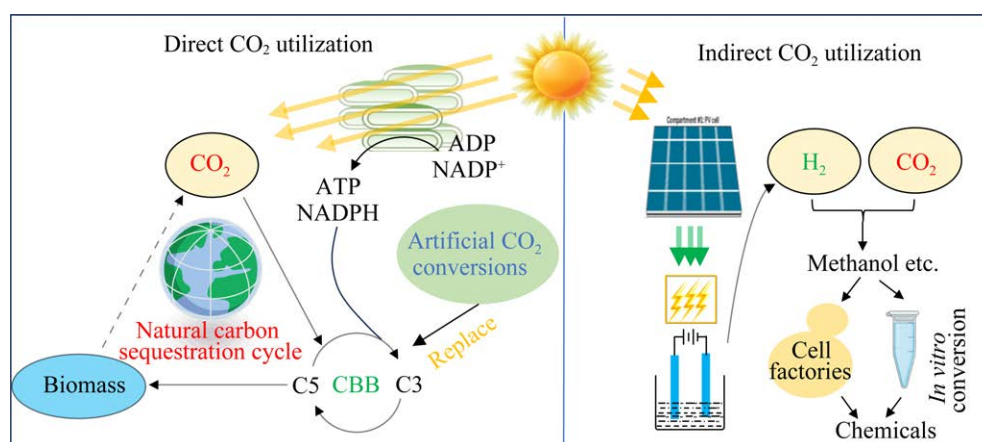 Direct CO₂ utilization
CO₂
ADP
NADP⁺
ATP
NADPH
Artificial CO₂
conversions
Natural carbon
sequestration cycle
Replace
Biomass
C5
CBB
C3
Indirect CO₂ utilization
Compartment #1: PV cell
H₂
CO₂
Methanol etc.
Cell
factories
In vitro
conversion
Chemicals